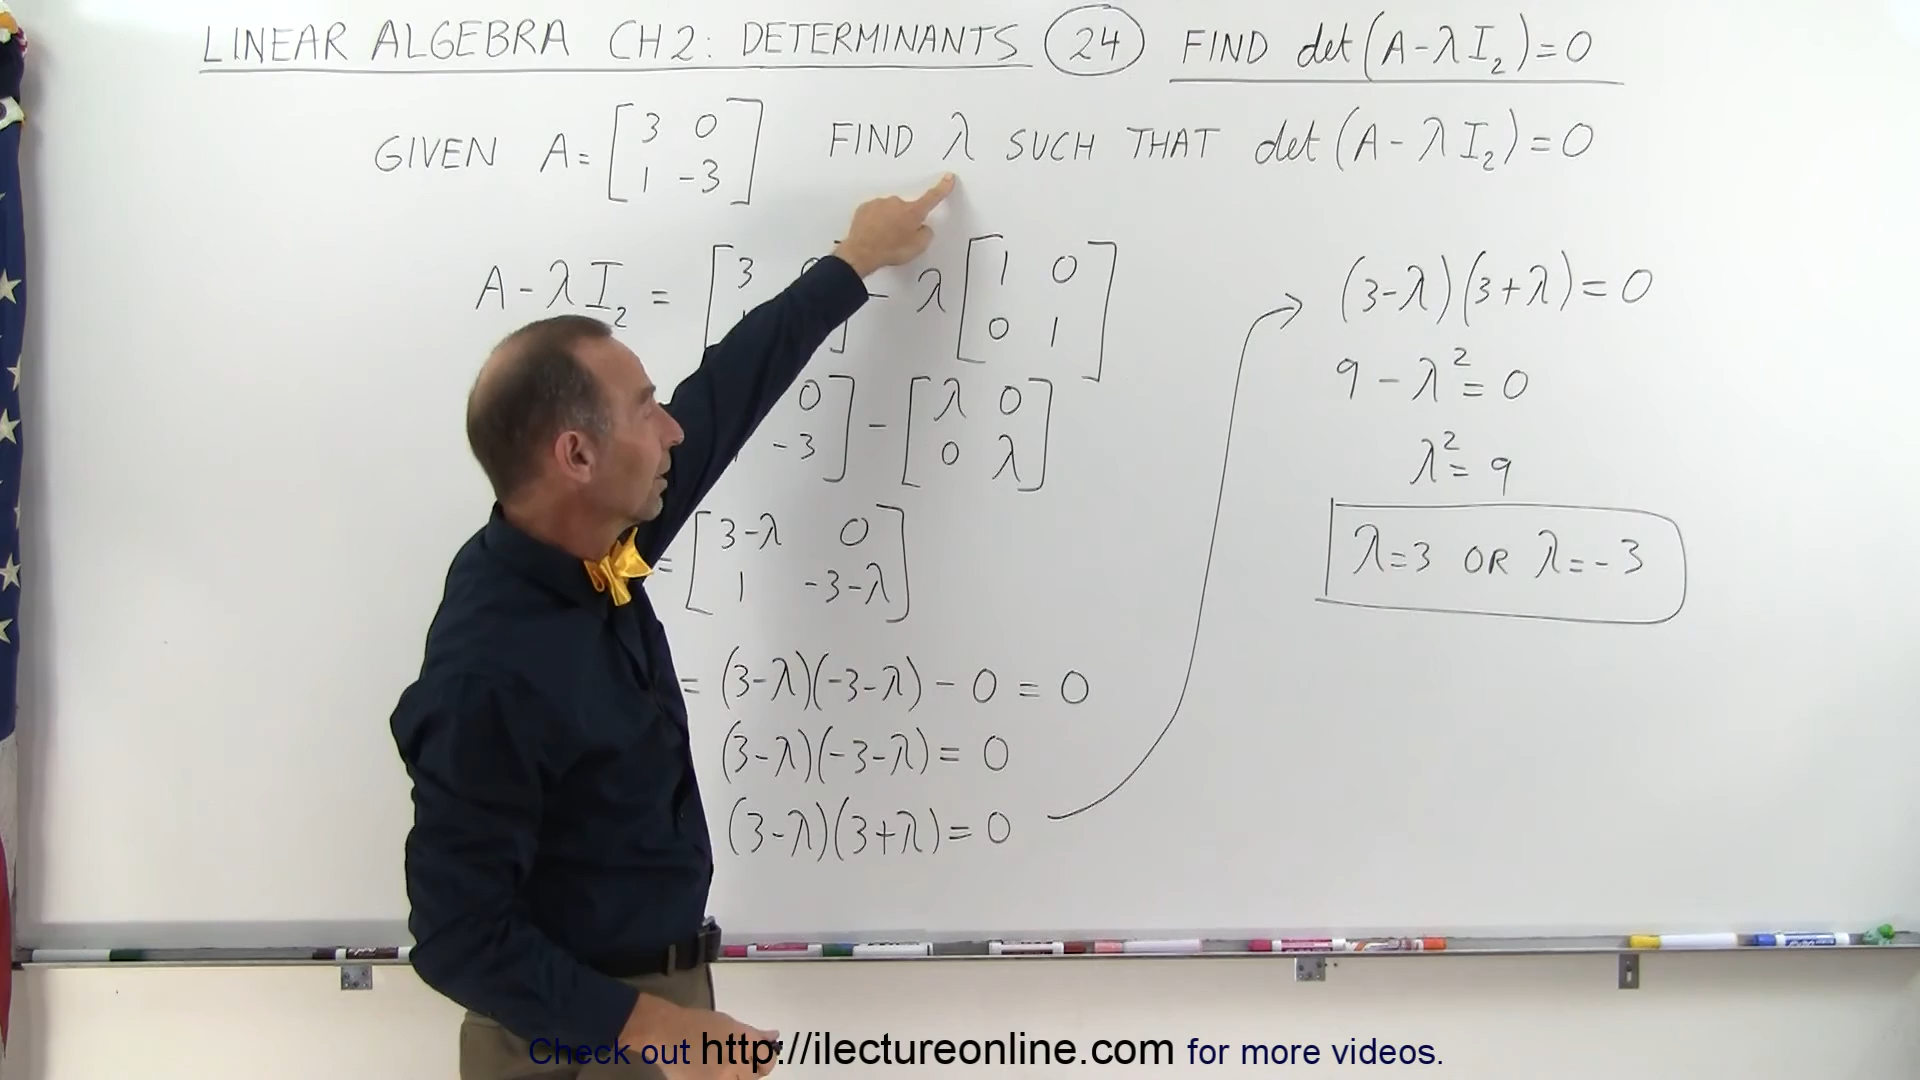 LINEAR ALGEBRA CH2: DETERMINANTS 24 FIND det(A-λI₂)=0
GIVEN A=[3 0
1 -3] FIND λ SUCH THAT det(A-λI₂)=0
A-λI₂ = [3 0] - λ[1 0
0 1]
0] - [λ 0
-3] [0 λ]
= [3-λ 0
1 -3-λ]
= (3-λ)(-3-λ) - 0 = 0
(3-λ)(-3-λ) = 0
(3-λ)(3+λ) = 0
(3-λ)(3+λ) = 0
9 - λ² = 0
λ² = 9
λ=3 OR λ=-3
Check out http://ilectureonline.com for more videos.